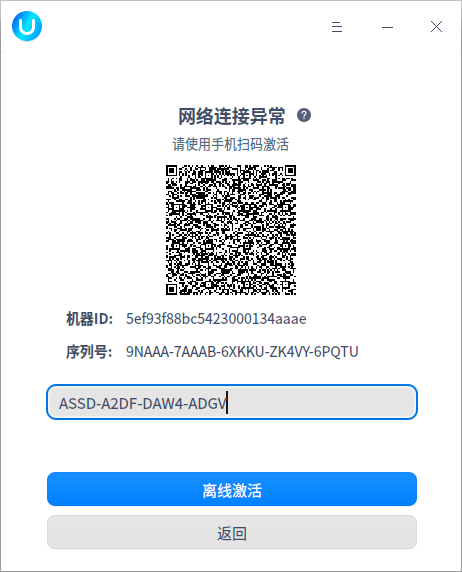 网络连接异常 ?
请使用手机扫码激活
机器ID: 5ef93f88bc5423000134aaae
序列号: 9NAAA-7AAAB-6XKKU-ZK4VY-6PQTU
ASSD-A2DF-DAW4-ADGV
离线激活
返回